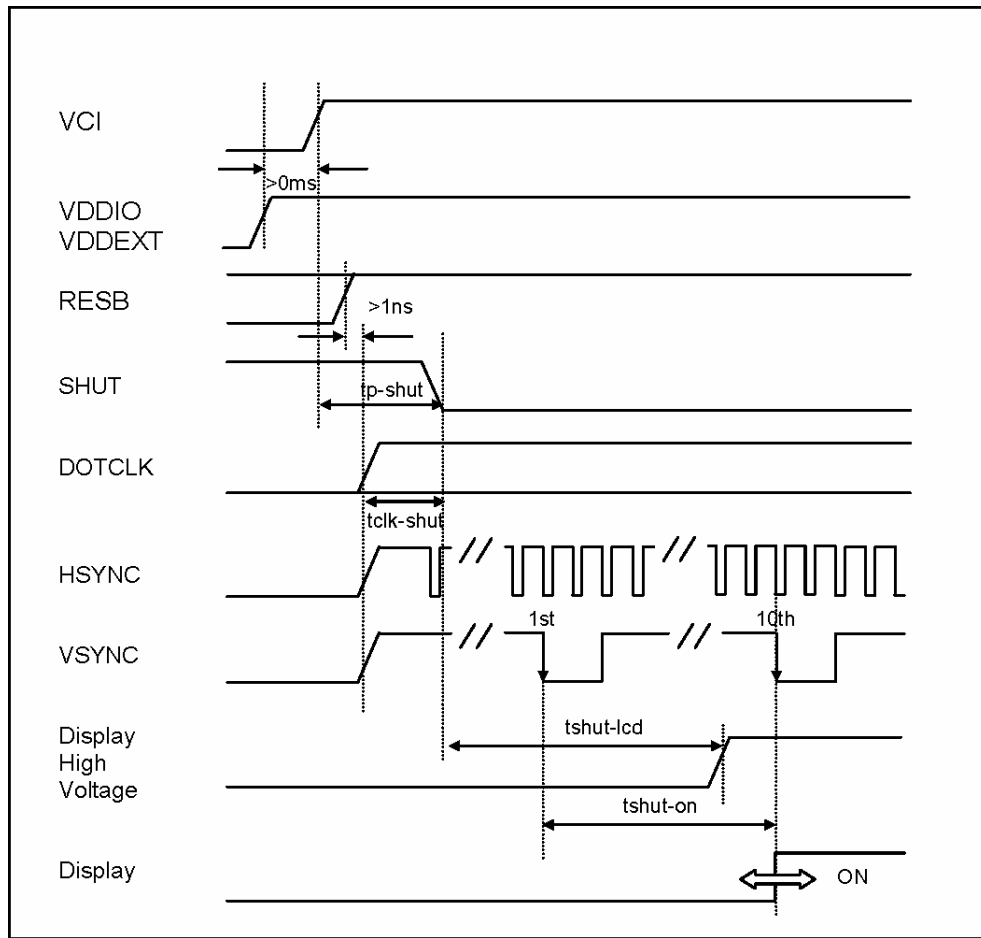 VCI
>0ms
VDDIO
VDDEXT
RESB
>1ns
SHUT
tp-shut
DOTCLK
tclk-shut
HSYNC
1st
10th
VSYNC
Display
High
Voltage
tshut-lcd
tshut-on
Display
ON